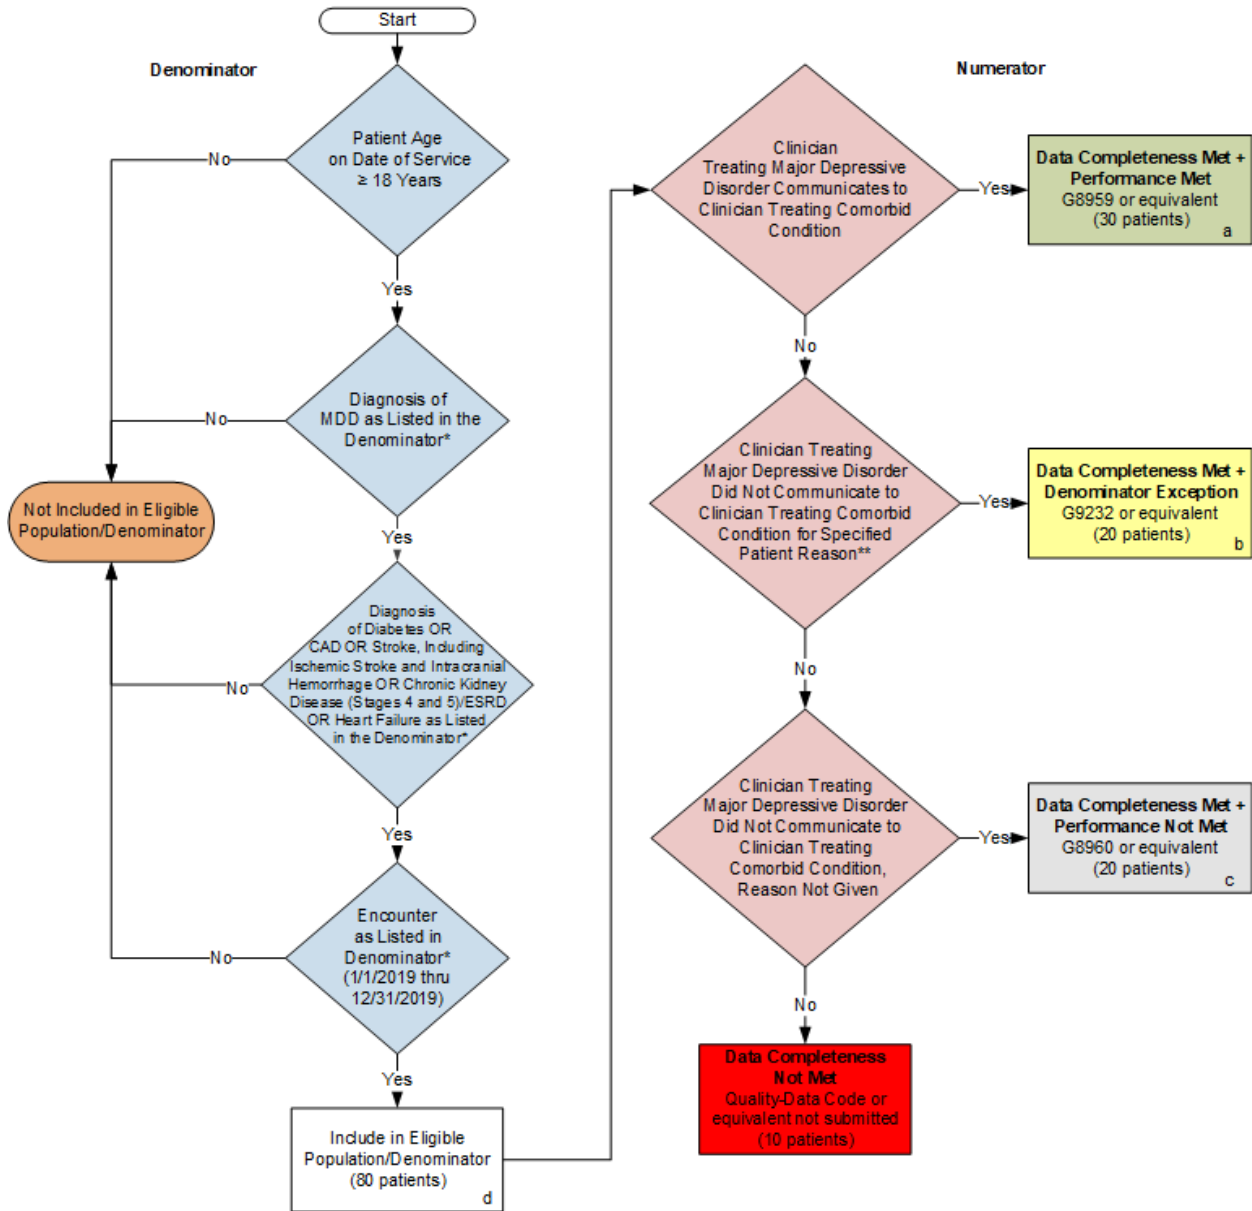 Start
Denominator
Patient Age
on Date of Service
≥ 18 Years
No
Yes
Diagnosis of
MDD as Listed in the
Denominator*
No
Yes
Not Included in Eligible
Population/Denominator
Diagnosis
of Diabetes OR
CAD OR Stroke, Including
Ischemic Stroke and Intracranial
Hemorrhage OR Chronic Kidney
Disease (Stages 4 and 5)/ESRD
OR Heart Failure as Listed
in the Denominator*
No
Yes
Encounter
as Listed in
Denominator*
(1/1/2019 thru
12/31/2019)
No
Yes
Include in Eligible
Population/Denominator
(80 patients)
d
Numerator
Clinician
Treating Major Depressive
Disorder Communicates to
Clinician Treating Comorbid
Condition
Yes
Data Completeness Met +
Performance Met
G8959 or equivalent
(30 patients)
a
No
Clinician Treating
Major Depressive Disorder
Did Not Communicate to
Clinician Treating Comorbid
Condition for Specified
Patient Reason**
Yes
Data Completeness Met +
Denominator Exception
G9232 or equivalent
(20 patients)
b
No
Clinician Treating
Major Depressive Disorder
Did Not Communicate to
Clinician Treating
Comorbid Condition,
Reason Not Given
Yes
Data Completeness Met +
Performance Not Met
G8960 or equivalent
(20 patients)
c
No
Data Completeness
Not Met
Quality-Data Code or
equivalent not submitted
(10 patients)